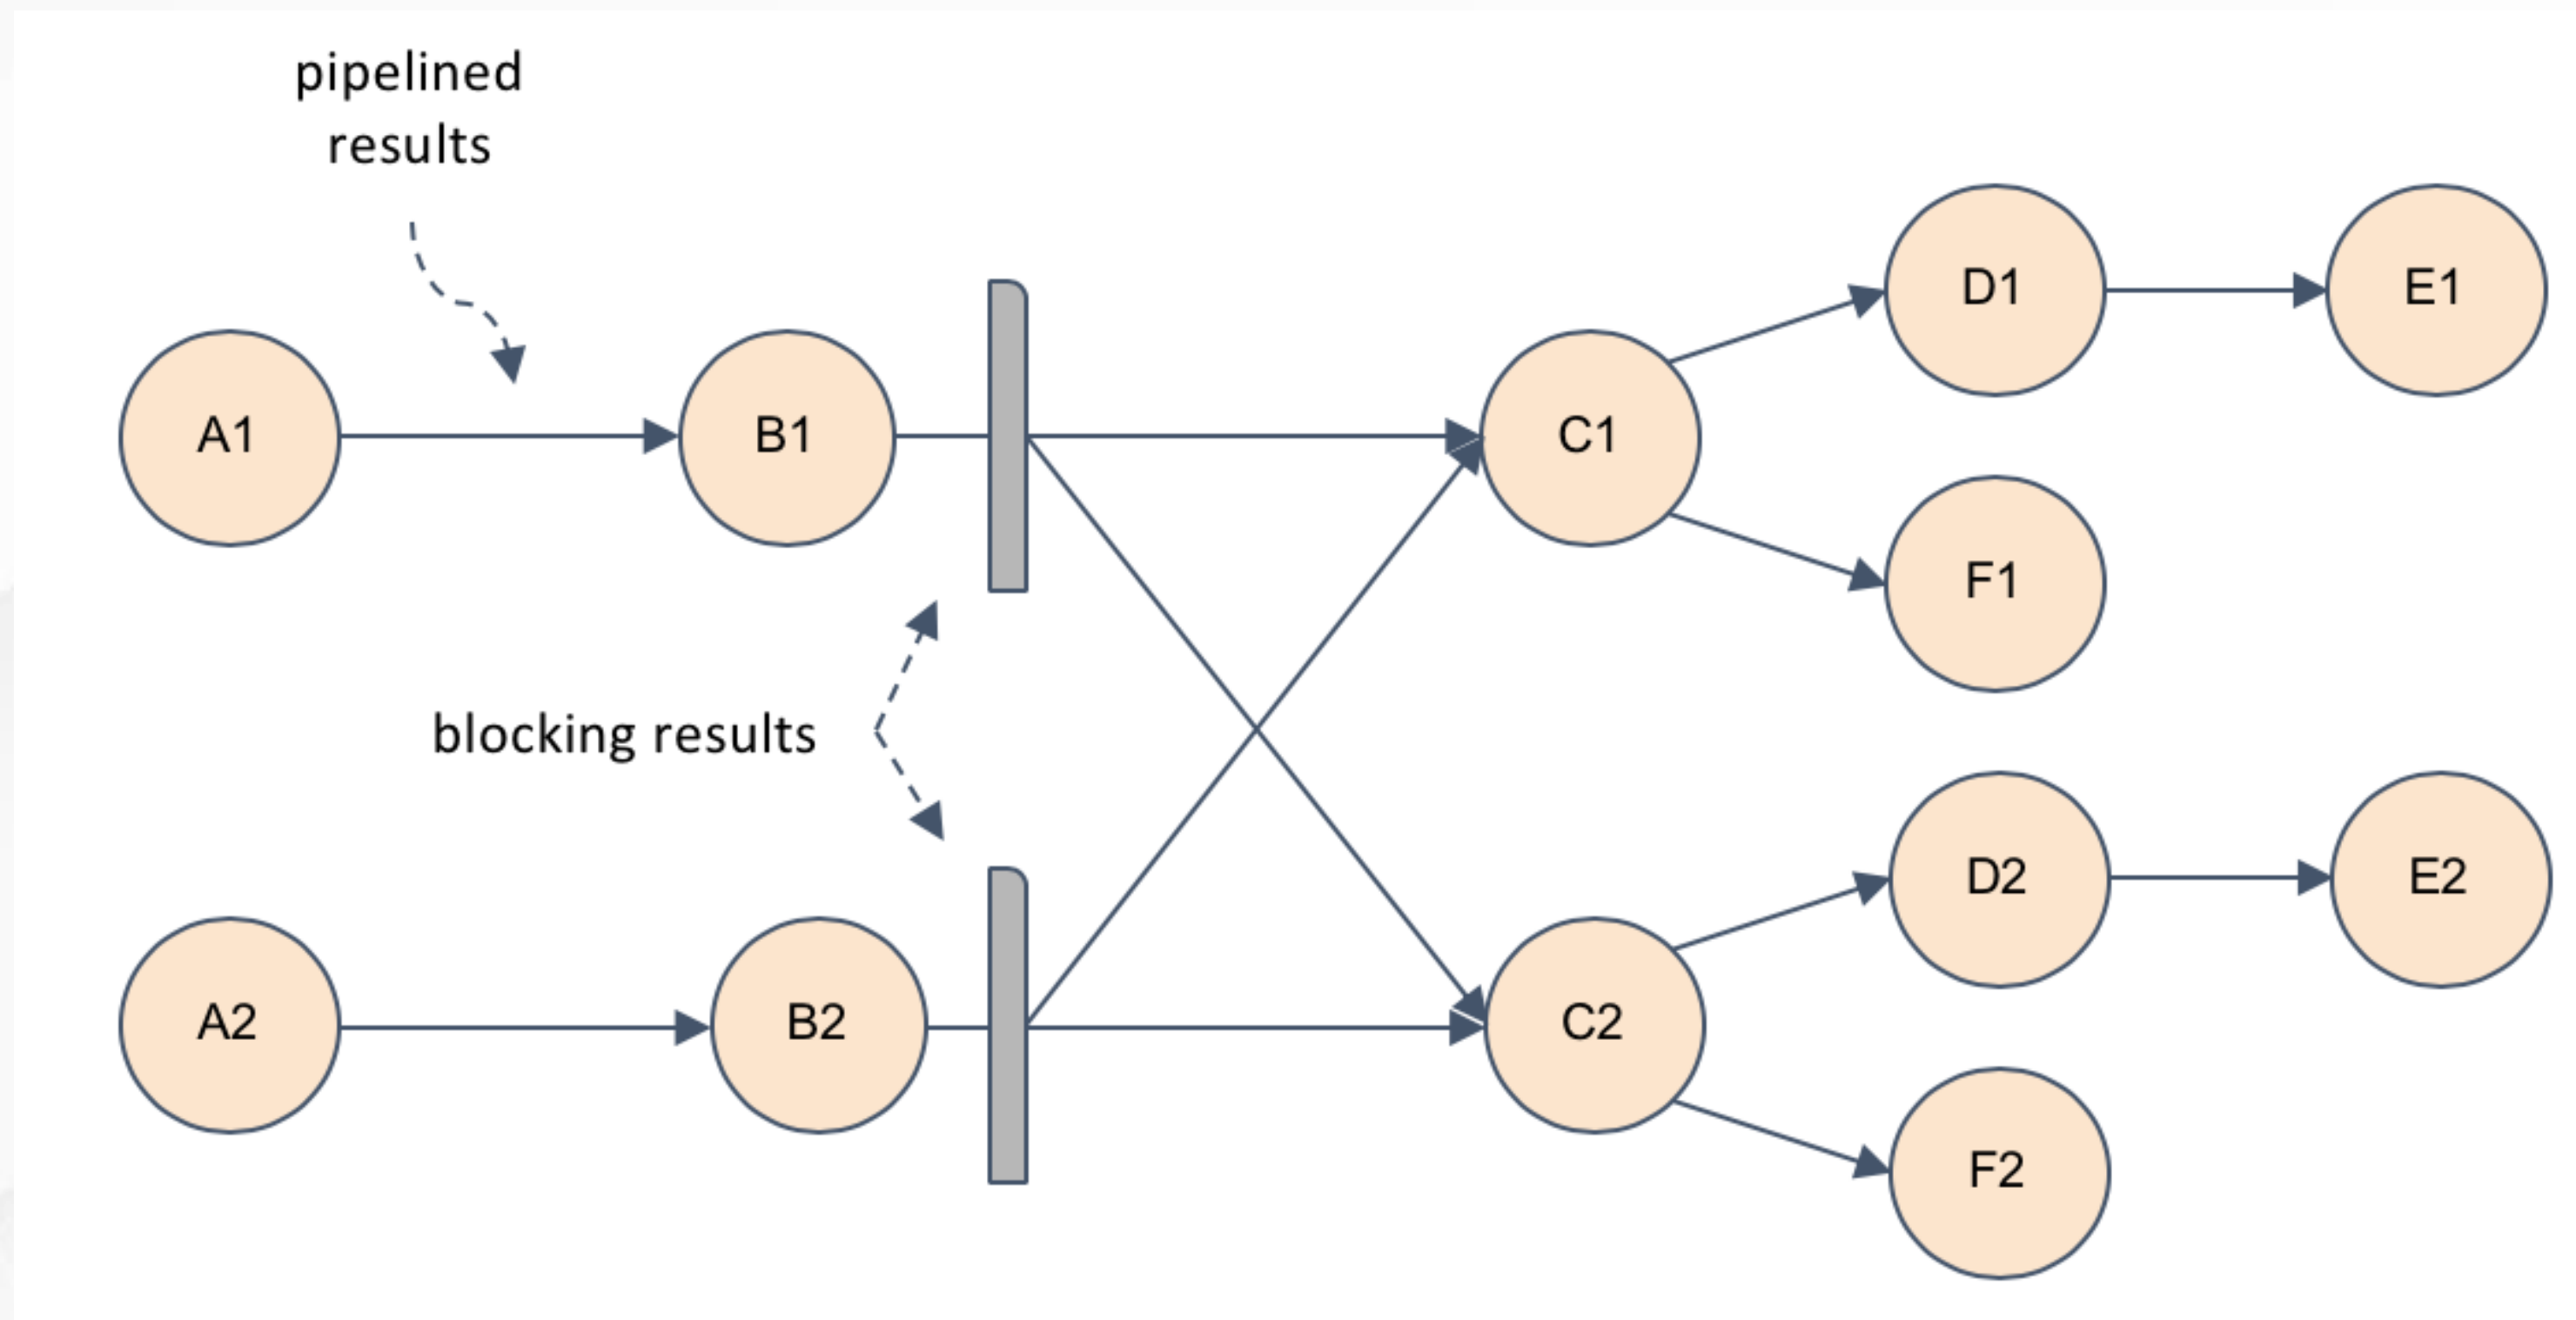 pipelined
results
D1
E1
A1
B1
C1
F1
blocking results
D2
E2
A2
B2
C2
F2